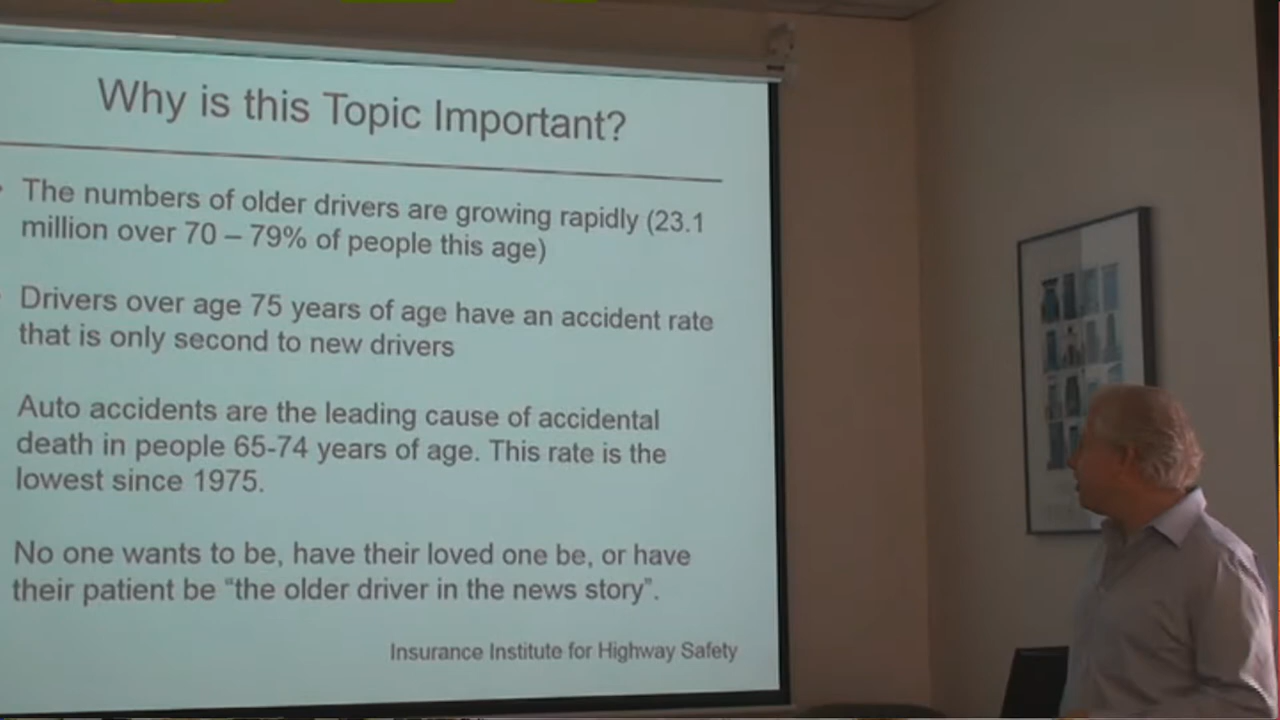 Why is this Topic Important?
The numbers of older drivers are growing rapidly (23.1
million over 70 – 79% of people this age)
Drivers over age 75 years of age have an accident rate
that is only second to new drivers
Auto accidents are the leading cause of accidental
death in people 65-74 years of age. This rate is the
lowest since 1975.
No one wants to be, have their loved one be, or have
their patient be “the older driver in the news story”.
Insurance Institute for Highway Safety